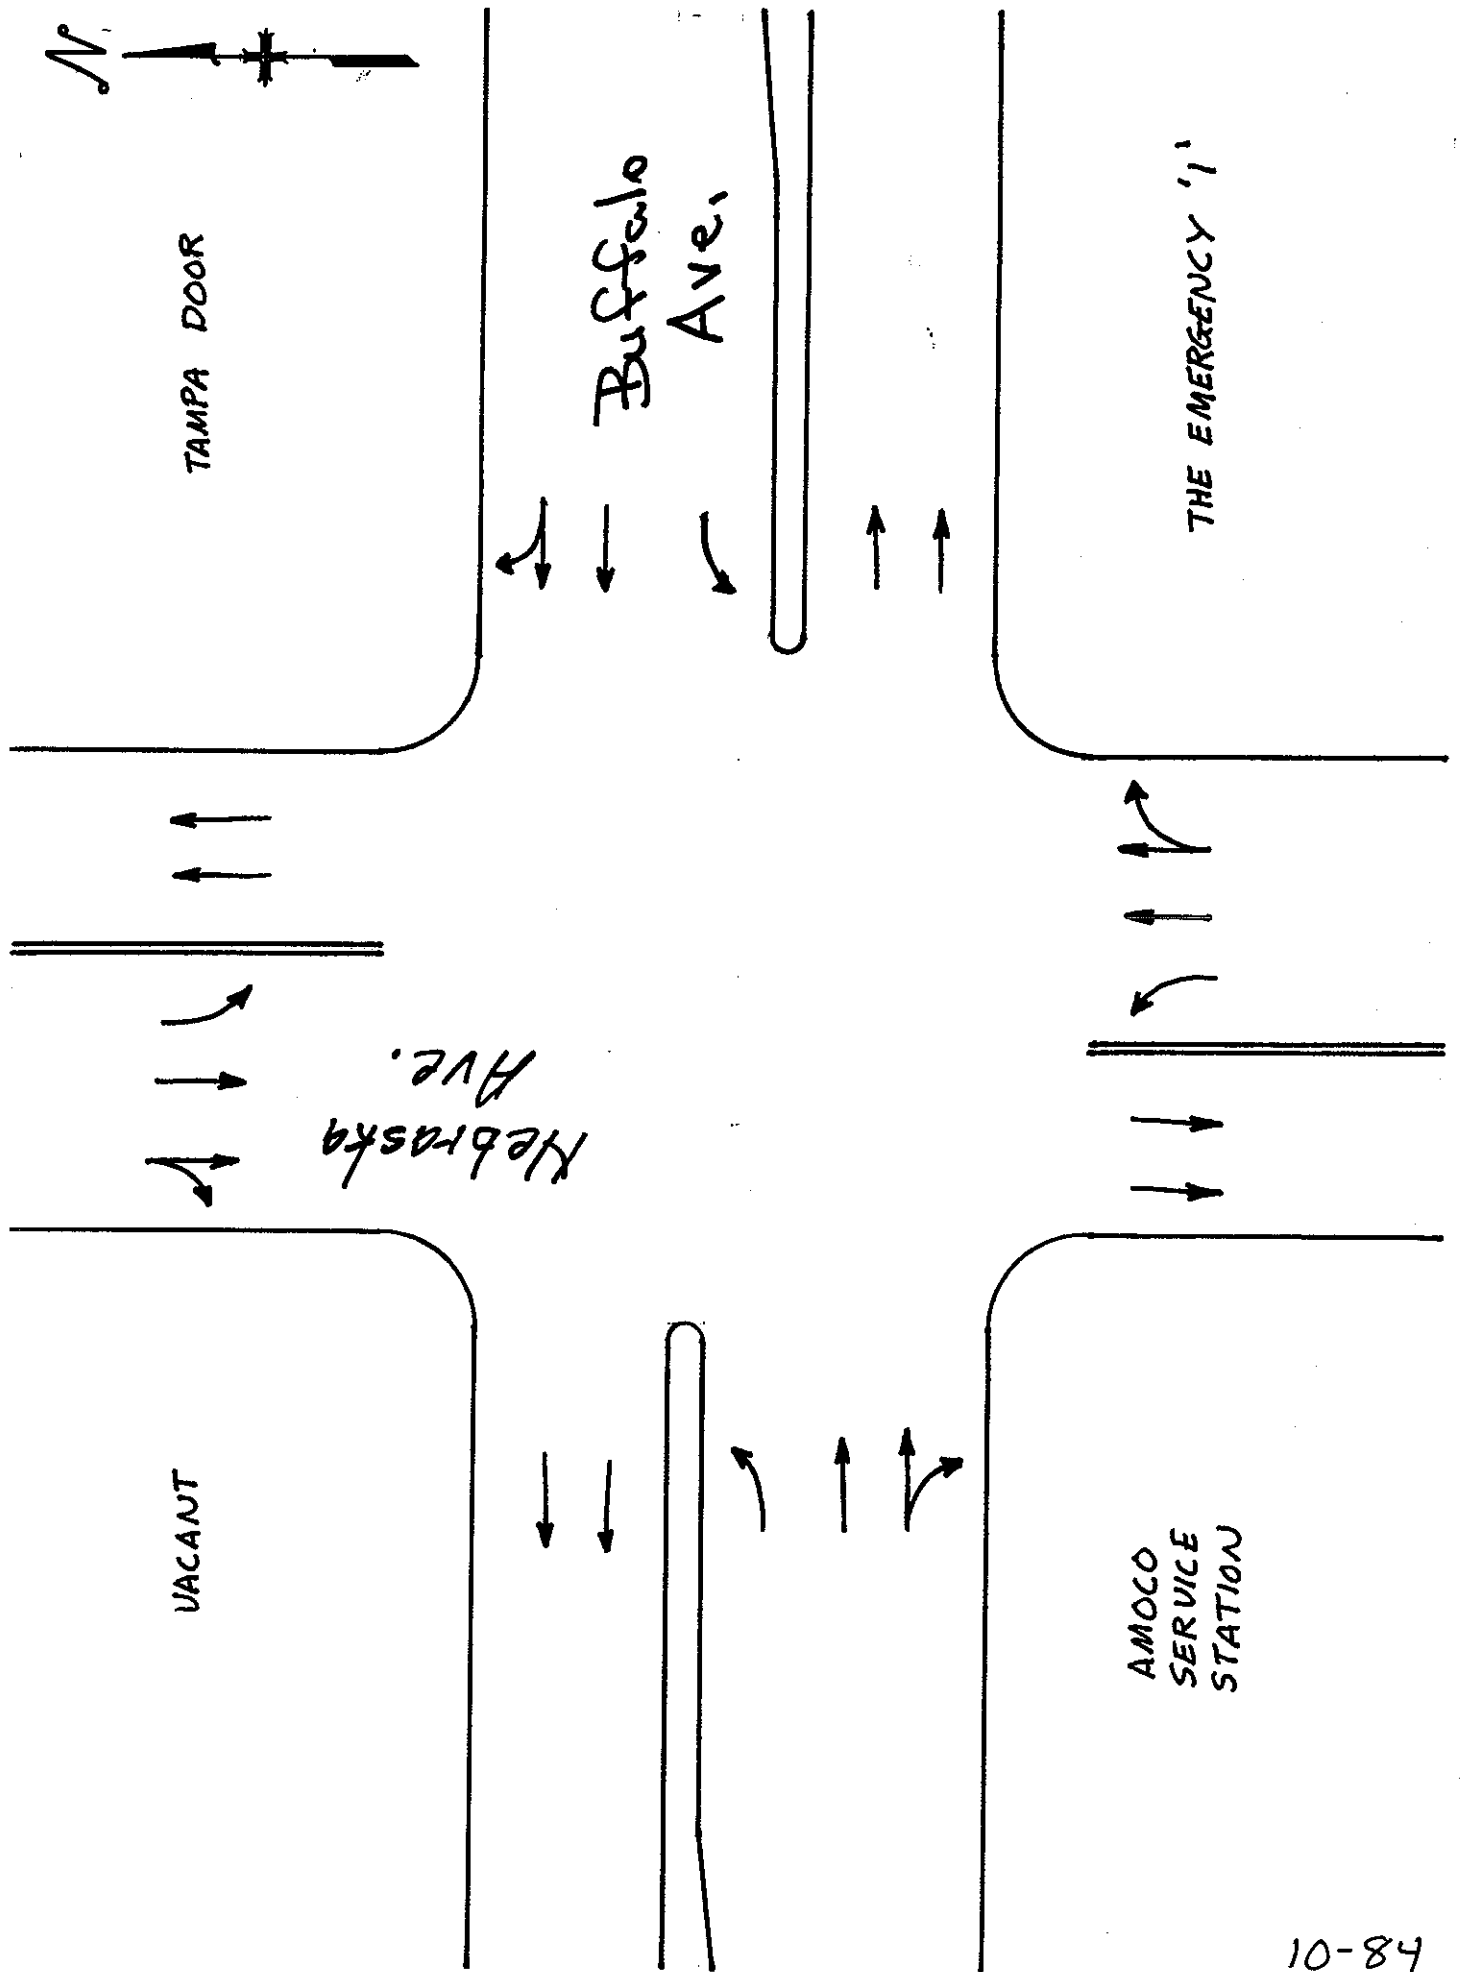 N
TAMPA DOOR
Buffalo
Ave.
THE EMERGENCY '1'
Nebraska
Ave.
VACANT
AMOCO
SERVICE
STATION
10-84